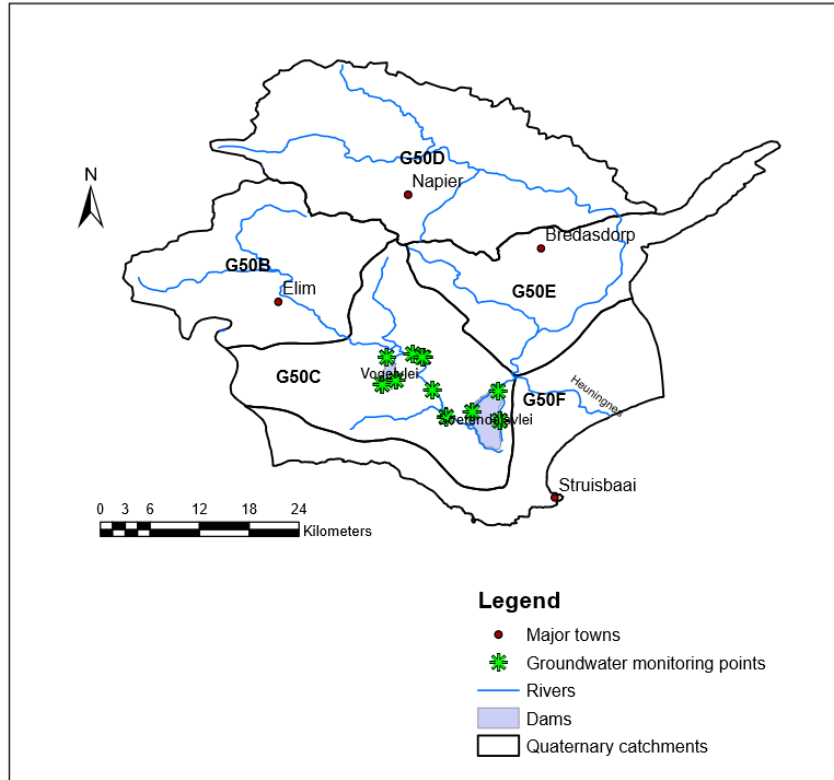 G50D
Napier
N
Bredasdorp
G50B
G50E
Elim
Vogelvlei
G50C
Heuningnes
G50F
Struisbaai
0 3 6 12 18 24
Kilometers
Legend
Major towns
Groundwater monitoring points
Rivers
Dams
Quaternary catchments